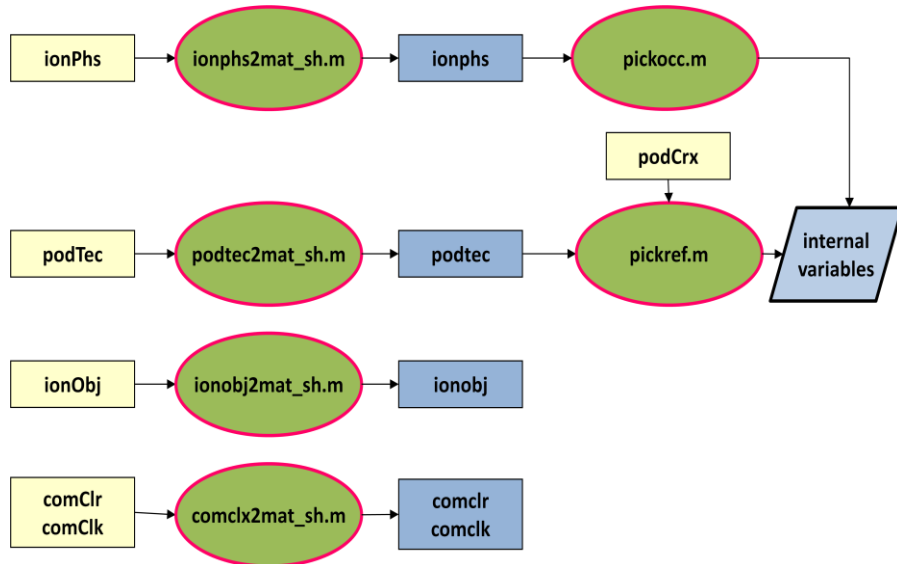 ionPhs
ionphs2mat_sh.m
ionphs
pickocc.m
podCrx
podTec
podtec2mat_sh.m
podtec
pickref.m
internal
variables
ionObj
ionobj2mat_sh.m
ionobj
comClr
comClk
comclx2mat_sh.m
comclr
comclk